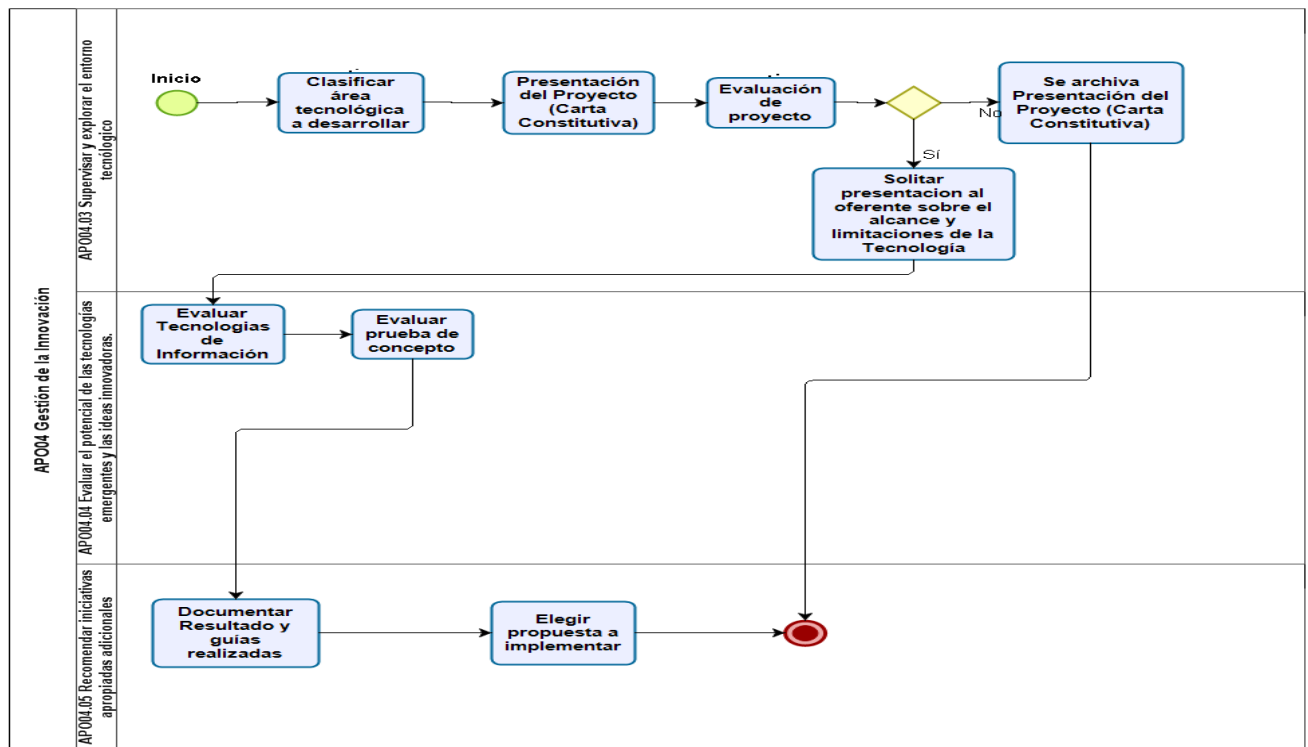 APO04 Gestión de la Innovación
APO04.03 Supervisar y explorar el entorno
tecnólogico
Inicio
Clasificar
área
tecnológica
a desarrollar
Presentación
del Proyecto
(Carta
Constitutiva)
Evaluación
de
proyecto
No
Sí
Se archiva
Presentación del
Proyecto (Carta
Constitutiva)
Solitar
presentacion al
oferente sobre el
alcance y
limitaciones de la
Tecnología
APO04.04 Evaluar el potencial de las tecnologías
emergentes y las ideas innovadoras.
Evaluar
Tecnologias
de
Información
Evaluar
prueba de
concepto
APO04.05 Recomendar iniciativas
apropiadas adicionales
Documentar
Resultado y
guías
realizadas
Elegir
propuesta a
implementar